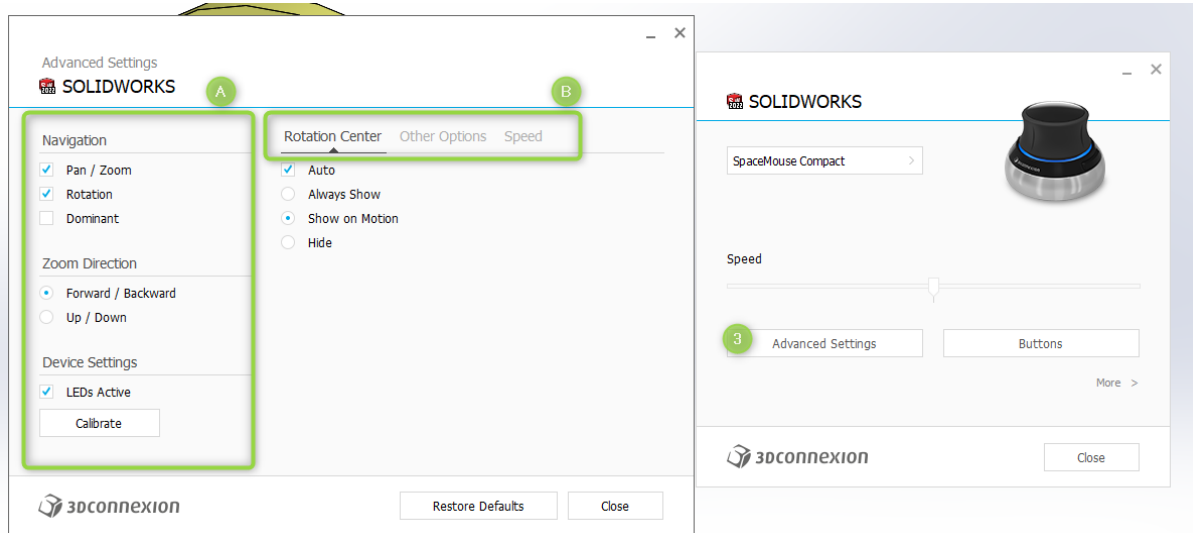 Advanced Settings
SOLIDWORKS
A
B
Navigation
Pan / Zoom
Rotation
Dominant
Zoom Direction
Forward / Backward
Up / Down
Device Settings
LEDs Active
Calibrate
Rotation Center Other Options Speed
Auto
Always Show
Show on Motion
Hide
3Dconnexion
Restore Defaults
Close
SOLIDWORKS
SpaceMouse Compact
Speed
3
Advanced Settings
Buttons
More >
3Dconnexion
Close